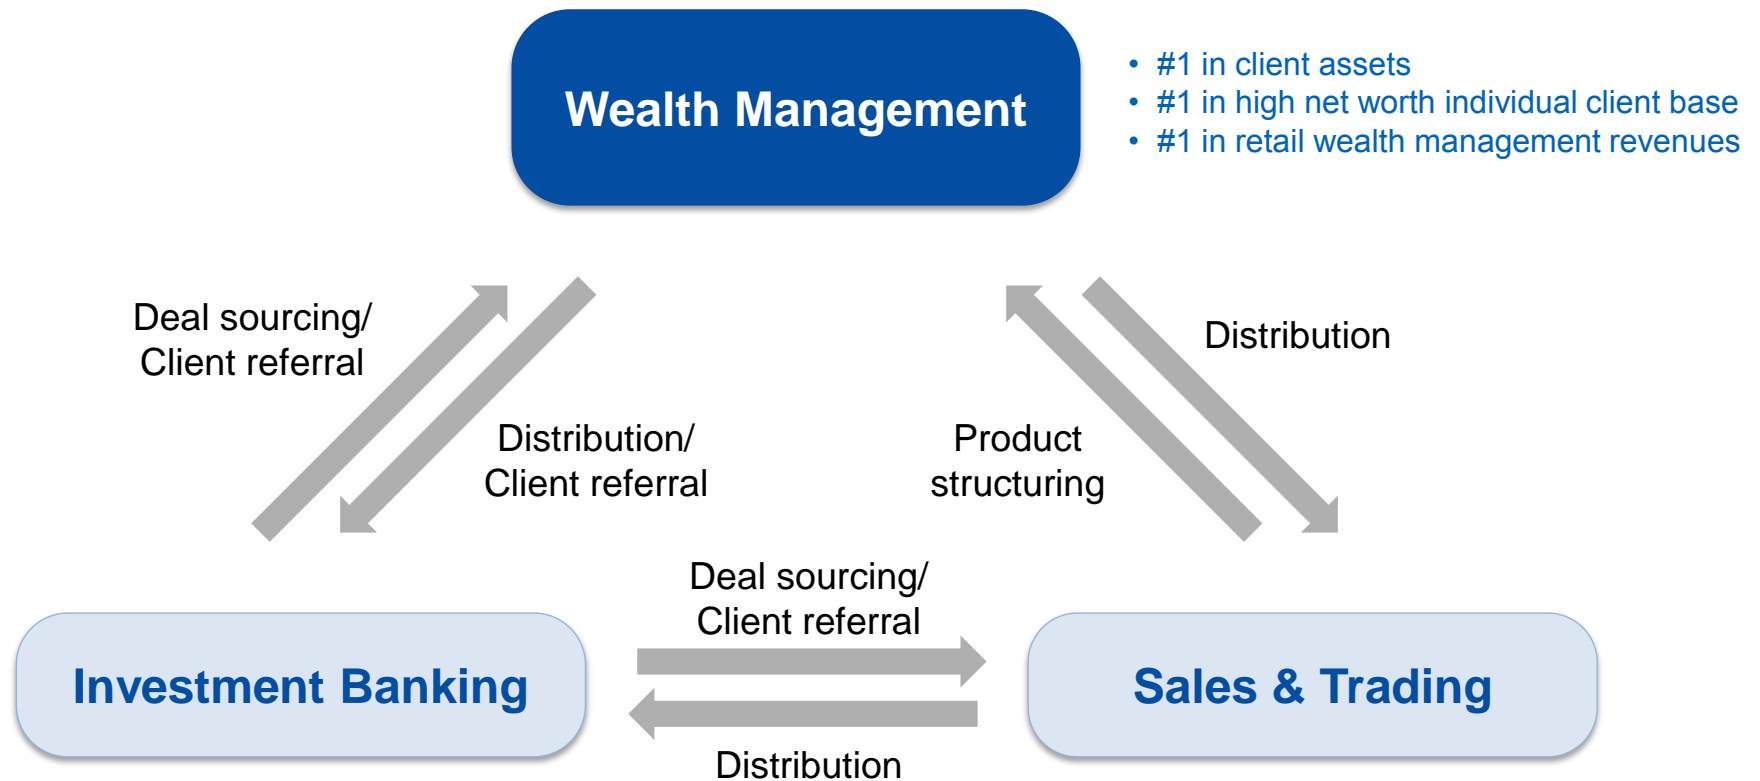 Wealth Management
• #1 in client assets
• #1 in high net worth individual client base
• #1 in retail wealth management revenues
Deal sourcing/
Client referral
Distribution
Distribution/
Client referral
Product
structuring
Deal sourcing/
Client referral
Investment Banking
Sales & Trading
Distribution